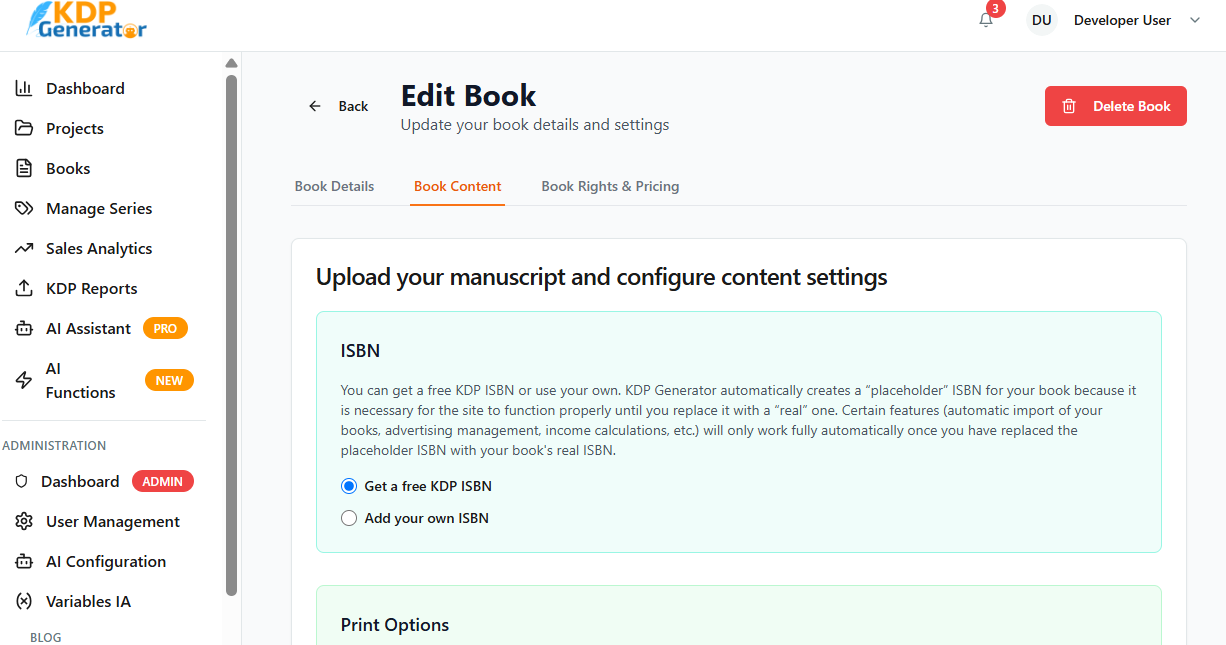 KDP
Generator
3
DU
Developer User
Dashboard
Projects
Books
Manage Series
Sales Analytics
KDP Reports
AI Assistant PRO
AI
Functions NEW
ADMINISTRATION
Dashboard ADMIN
User Management
AI Configuration
Variables IA
BLOG
Back
Edit Book
Update your book details and settings
Delete Book
Book Details Book Content Book Rights & Pricing
Upload your manuscript and configure content settings
ISBN
You can get a free KDP ISBN or use your own. KDP Generator automatically creates a “placeholder” ISBN for your book because it
is necessary for the site to function properly until you replace it with a “real” one. Certain features (automatic import of your
books, advertising management, income calculations, etc.) will only work fully automatically once you have replaced the
placeholder ISBN with your book's real ISBN.
Get a free KDP ISBN
Add your own ISBN
Print Options